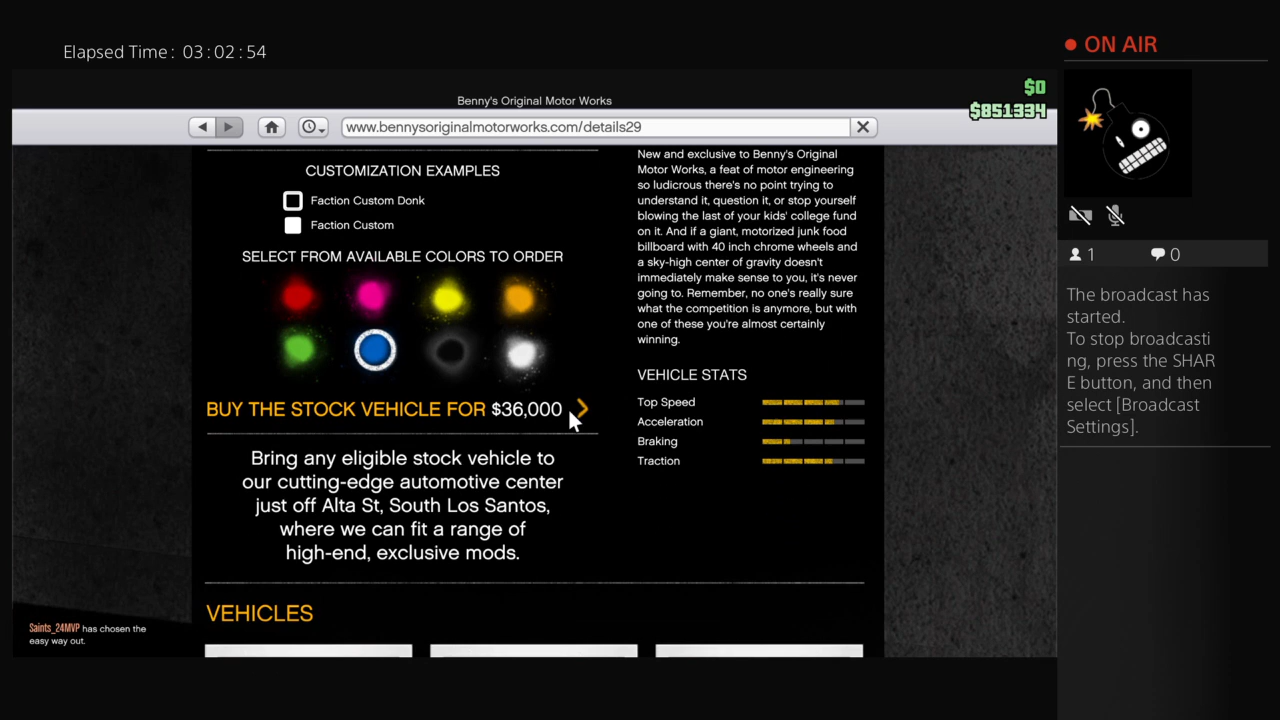 Elapsed Time: 03:02:54
ON AIR
Benny's Original Motor Works
$0
$851334
www.bennysoriginalmotorworks.com/details29
CUSTOMIZATION EXAMPLES
Faction Custom Donk
Faction Custom
SELECT FROM AVAILABLE COLORS TO ORDER
BUY THE STOCK VEHICLE FOR $36,000
Bring any eligible stock vehicle to
our cutting-edge automotive center
just off Alta St, South Los Santos,
where we can fit a range of
high-end, exclusive mods.
New and exclusive to Benny's Original
Motor Works, a feat of motor engineering
so ludicrous there's no point trying to
understand it, question it, or stop yourself
blowing the last of your kids' college fund
on it. And if a giant, motorized junk food
billboard with 40 inch chrome wheels and
a sky-high center of gravity doesn't
immediately make sense to you, it's never
going to. Remember, no one's really sure
what the competition is anymore, but with
one of these you're almost certainly
winning.
VEHICLE STATS
Top Speed
Acceleration
Braking
Traction
VEHICLES
Saints_24MVP has chosen the
easy way out.
1
0
The broadcast has
started.
To stop broadcasti
ng, press the SHAR
E button, and then
select [Broadcast
Settings].